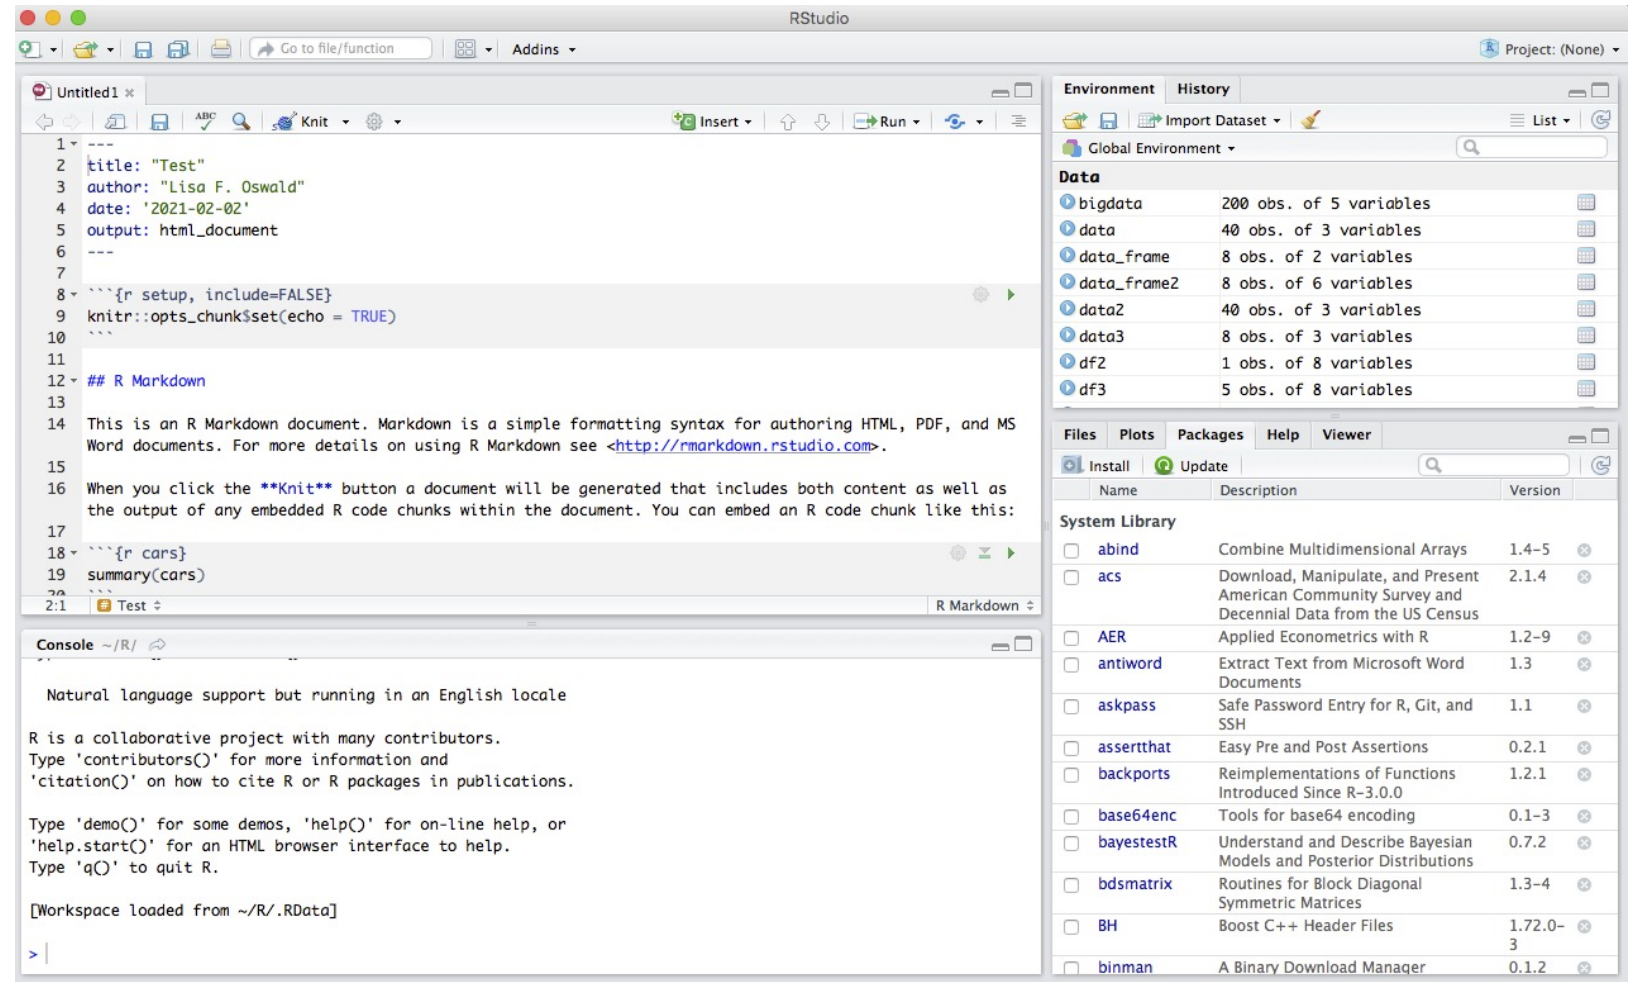 RStudio
Go to file/function
Addins
Project: (None)
Untitled1
ABC
Knit
Insert
Run
1 ---
2 title: "Test"
3 author: "Lisa F. Oswald"
4 date: '2021-02-02'
5 output: html_document
6 ---
7
8 ```{r setup, include=FALSE}
9 knitr::opts_chunk$set(echo = TRUE)
10 ```
11
12 ## R Markdown
13
14 This is an R Markdown document. Markdown is a simple formatting syntax for authoring HTML, PDF, and MS
Word documents. For more details on using R Markdown see <http://rmarkdown.rstudio.com>.
15
16 When you click the **Knit** button a document will be generated that includes both content as well as
the output of any embedded R code chunks within the document. You can embed an R code chunk like this:
17
18 ```{r cars}
19 summary(cars)
20 ```
2:1 # Test R Markdown
Console ~/R/
Natural language support but running in an English locale
R is a collaborative project with many contributors.
Type 'contributors()' for more information and
'citation()' on how to cite R or R packages in publications.
Type 'demo()' for some demos, 'help()' for on-line help, or
'help.start()' for an HTML browser interface to help.
Type 'q()' to quit R.
[Workspace loaded from ~/R/.RData]
>
Environment History
Import Dataset List
Global Environment
Data
bigdata 200 obs. of 5 variables
data 40 obs. of 3 variables
data_frame 8 obs. of 2 variables
data_frame2 8 obs. of 6 variables
data2 40 obs. of 3 variables
data3 8 obs. of 3 variables
df2 1 obs. of 8 variables
df3 5 obs. of 8 variables
Files Plots Packages Help Viewer
Install Update
Name Description Version
System Library
abind Combine Multidimensional Arrays 1.4-5
acs Download, Manipulate, and Present 2.1.4
American Community Survey and
Decennial Data from the US Census
AER Applied Econometrics with R 1.2-9
antiword Extract Text from Microsoft Word 1.3
Documents
askpass Safe Password Entry for R, Git, and 1.1
SSH
assertthat Easy Pre and Post Assertions 0.2.1
backports Reimplementations of Functions 1.2.1
Introduced Since R-3.0.0
base64enc Tools for base64 encoding 0.1-3
bayestestR Understand and Describe Bayesian 0.7.2
Models and Posterior Distributions
bdsmatrix Routines for Block Diagonal 1.3-4
Symmetric Matrices
BH Boost C++ Header Files 1.72.0-
3
binman A Binary Download Manager 0.1.2